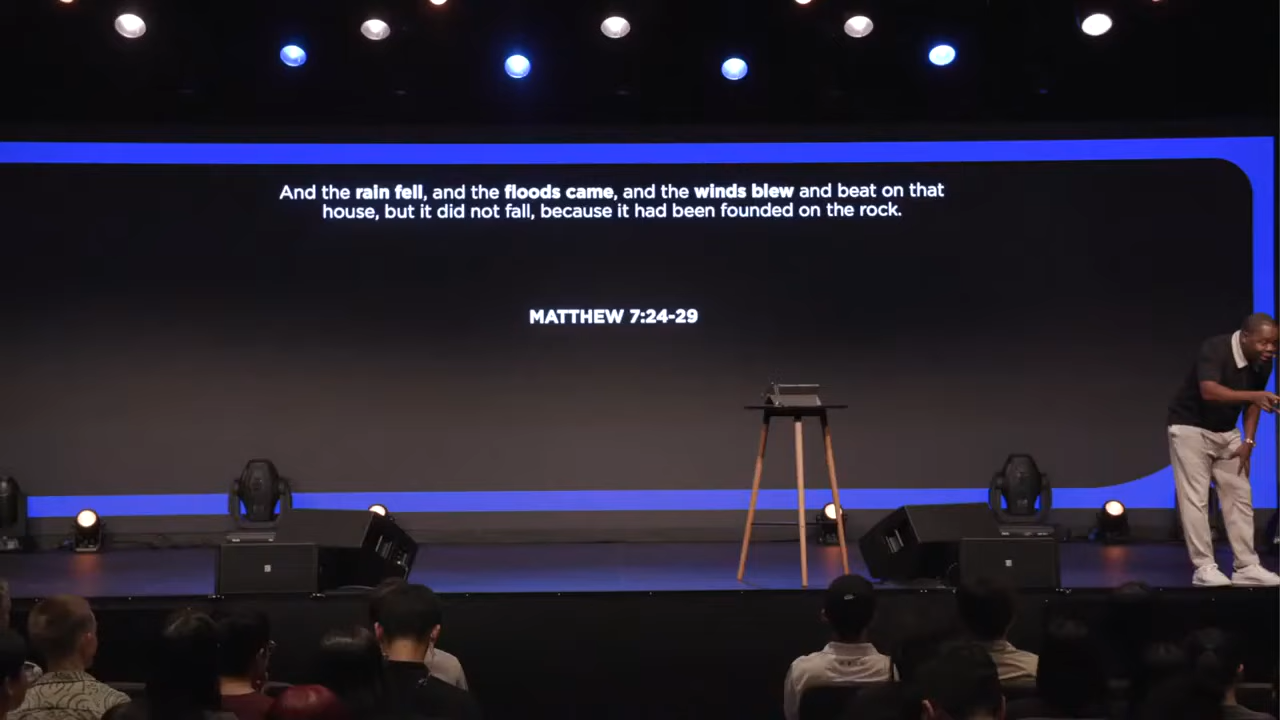 And the rain fell, and the floods came, and the winds blew and beat on that
house, but it did not fall, because it had been founded on the rock.
MATTHEW 7:24-29